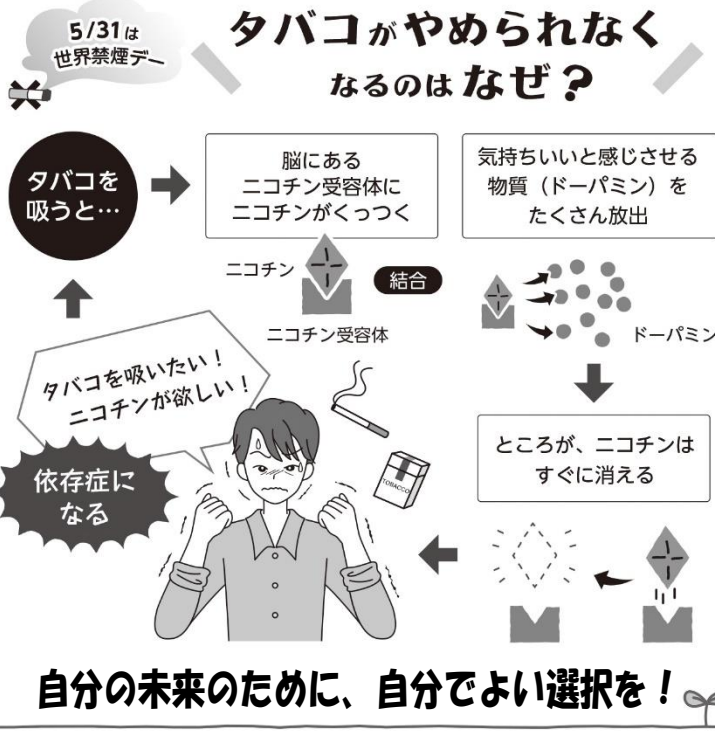 5/31は
世界禁煙デー
タバコがやめられなく
なるのはなぜ？
タバコを
吸うと…
脳にある
ニコチン受容体に
ニコチンがくっつく
ニコチン
結合
ニコチン受容体
気持ちいいと感じさせる
物質（ドーパミン）を
たくさん放出
ドーパミン
ところが、ニコチンは
すぐに消える
タバコを吸いたい！
ニコチンが欲しい！
TOBACCO
依存症に
なる
自分の未来のために、自分でよい選択を！